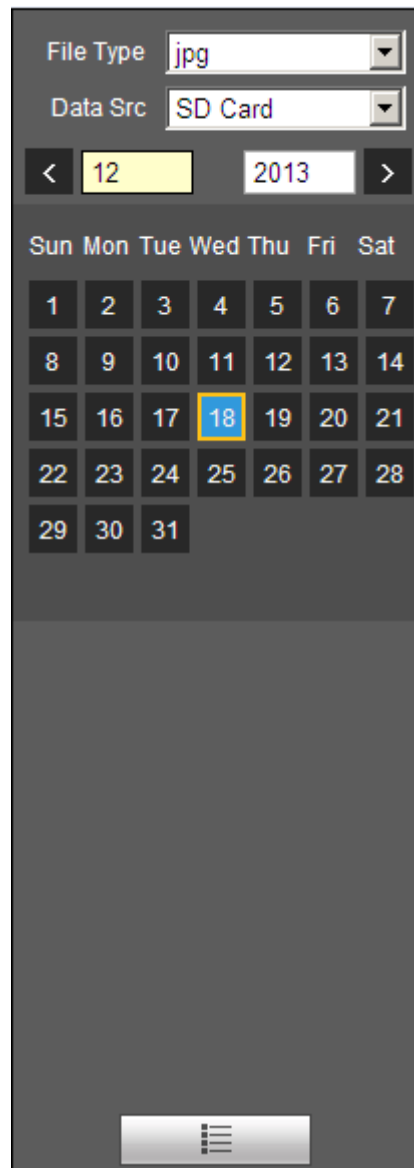 File Type jpg
Data Src SD Card
< 12 2013 >
Sun Mon Tue Wed Thu Fri Sat
1 2 3 4 5 6 7
8 9 10 11 12 13 14
15 16 17 18 19 20 21
22 23 24 25 26 27 28
29 30 31